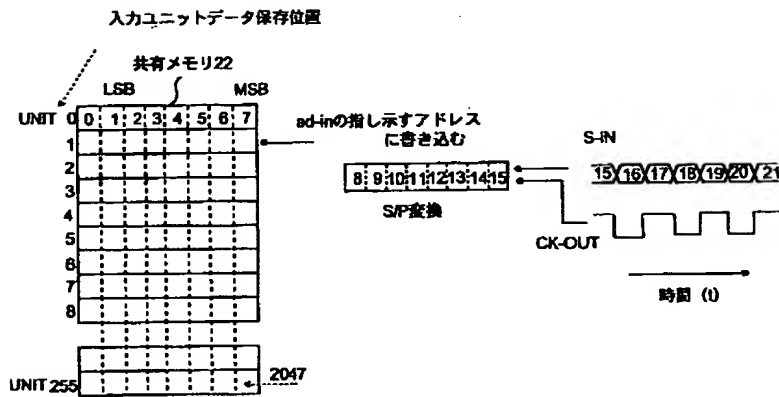 入力ユニットデータ保存位置
共有メモリ22
LSB MSB
UNIT 0 0 1 2 3 4 5 6 7
1
2
3
4
5
6
7
8
UNIT 255
2047
ad-inの指し示すアドレス
に書き込む
8 9 10 11 12 13 14 15
S/P変換
S-IN
15 16 17 18 19 20 21
CK-OUT
時間 (t)